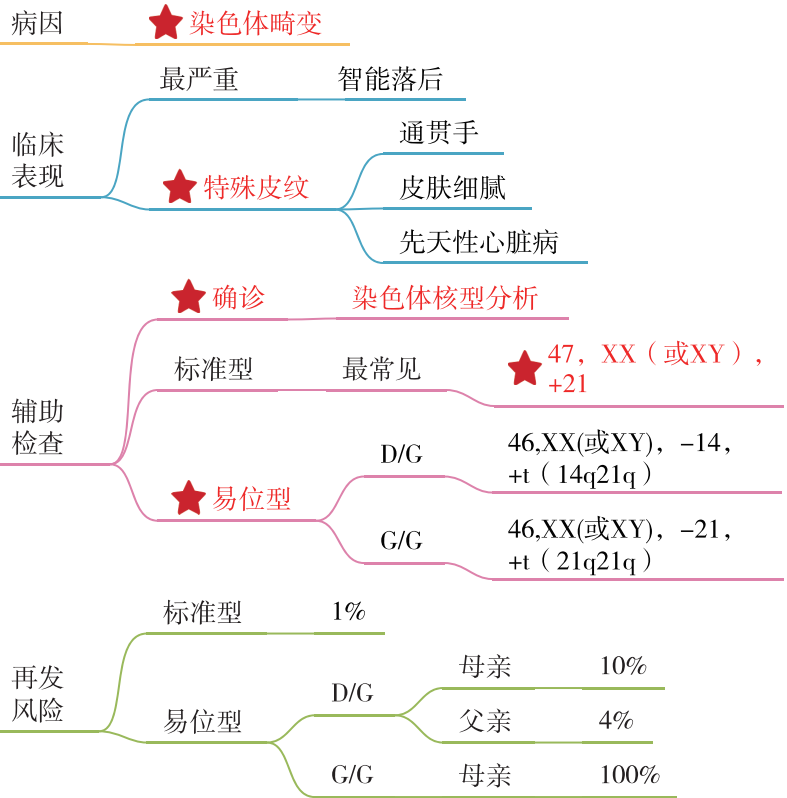 病因
染色体畸变
临床
表现
最严重
智能落后
特殊皮纹
通贯手
皮肤细腻
先天性心脏病
辅助
检查
确诊
染色体核型分析
标准型
最常见
47，XX（或XY），
+21
易位型
D/G
46,XX(或XY)，-14，
+t（14q21q）
G/G
46,XX(或XY)，-21，
+t（21q21q）
再发
风险
标准型
1%
易位型
D/G
母亲
10%
父亲
4%
G/G
母亲
100%